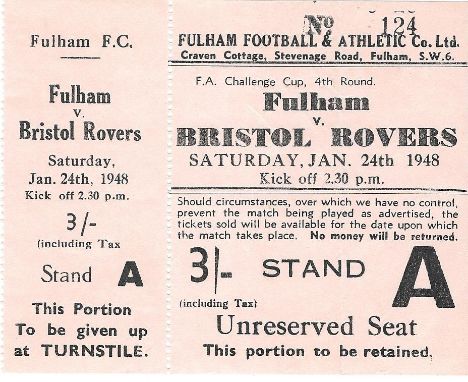 Fulham F.C.
Fulham
v.
Bristol Rovers
Saturday,
Jan. 24th, 1948
Kick off 2.30 p.m.
3/-
(including Tax
Stand A
This Portion
To be given up
at TURNSTILE.
No 124
FULHAM FOOTBALL & ATHLETIC Co. Ltd.
Craven Cottage, Stevenage Road, Fulham, S.W.6.
F.A. Challenge Cup, 4th Round.
Fulham
v.
BRISTOL ROVERS
SATURDAY, JAN. 24th 1948
Kick off 2.30 p.m.
Should circumstances, over which we have no control,
prevent the match being played as advertised, the
tickets sold will be available for the date upon which
the match takes place. No money will be returned.
3/- STAND A
(including Tax)
Unreserved Seat
This portion to be retained.